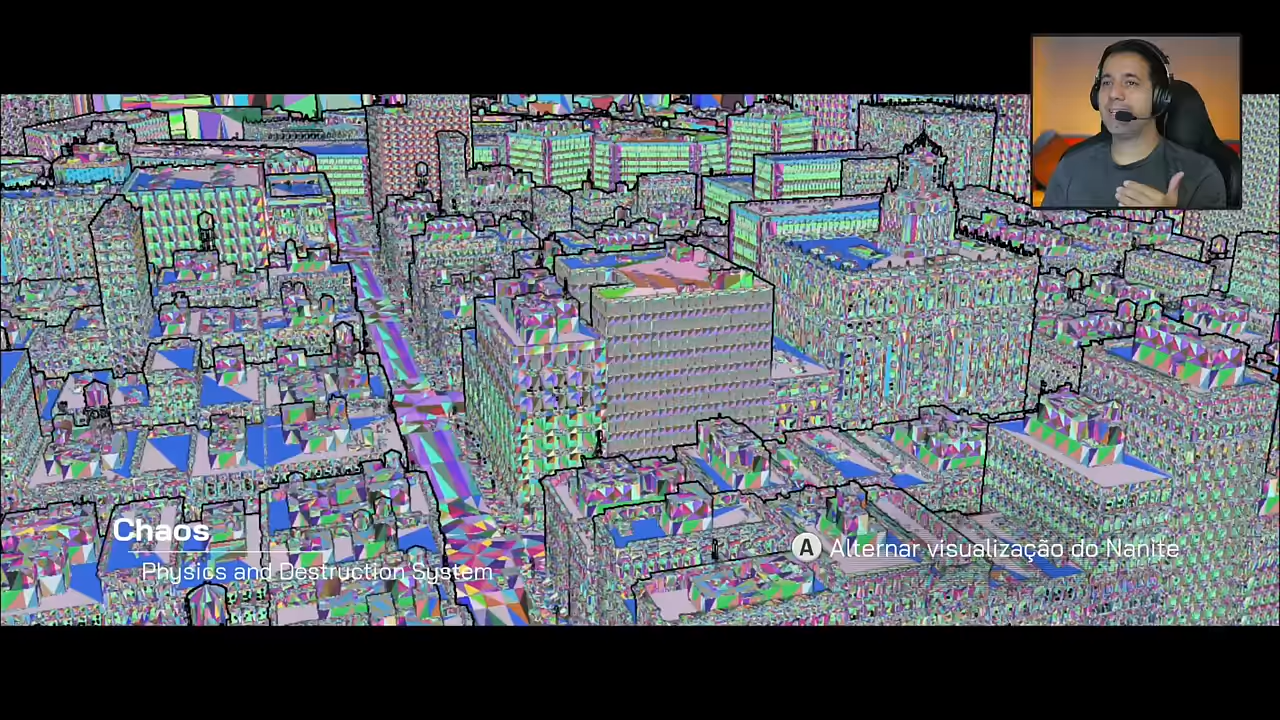 Chaos
Physics and Destruction System
A Alternar visualização do Nanite